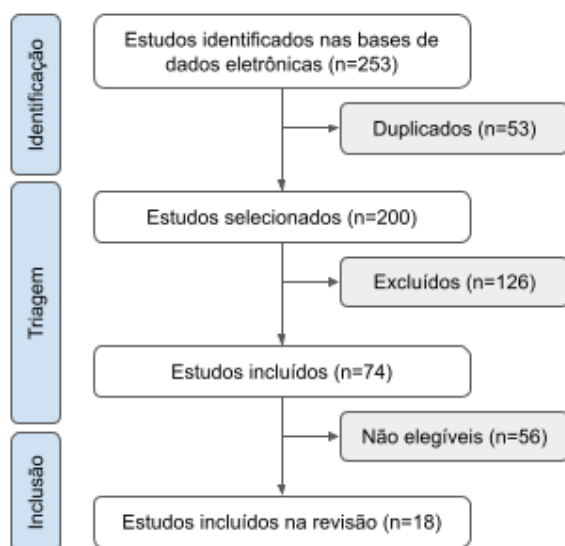 Identificação
Estudos identificados nas bases de
dados eletrônicas (n=253)
Duplicados (n=53)
Triagem
Estudos selecionados (n=200)
Excluídos (n=126)
Estudos incluídos (n=74)
Não elegíveis (n=56)
Inclusão
Estudos incluídos na revisão (n=18)